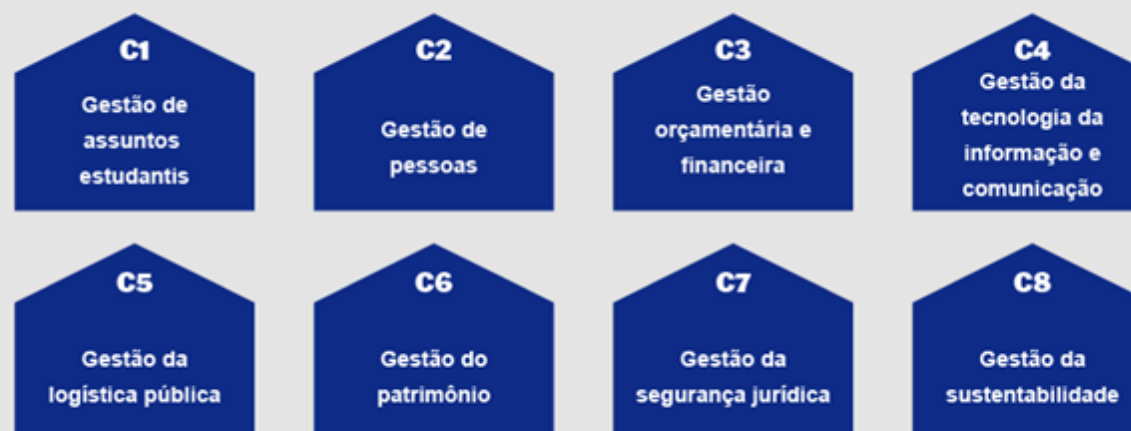 C1
Gestão de
assuntos
estudantis
C2
Gestão de
pessoas
C3
Gestão
orçamentária e
financeira
C4
Gestão da
tecnologia da
informação e
comunicação
C5
Gestão da
logística pública
C6
Gestão do
patrimônio
C7
Gestão da
segurança jurídica
C8
Gestão da
sustentabilidade